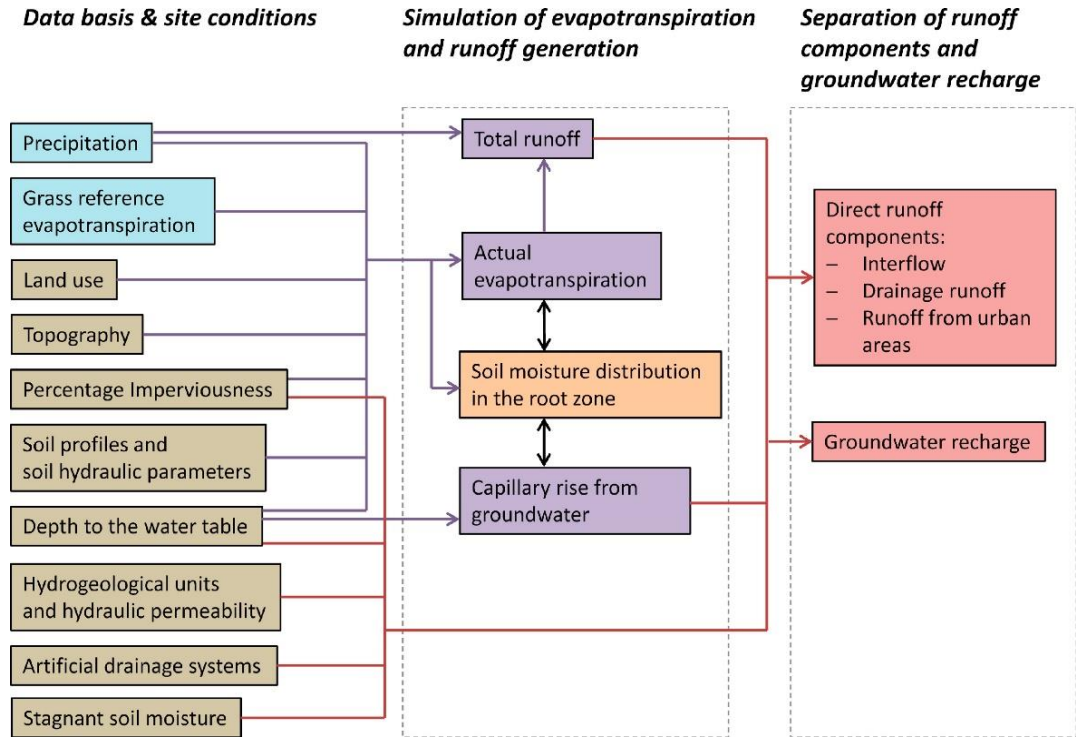 Data basis & site conditions
Simulation of evapotranspiration
and runoff generation
Separation of runoff
components and
groundwater recharge
Precipitation
Grass reference
evapotranspiration
Land use
Topography
Percentage Imperviousness
Soil profiles and
soil hydraulic parameters
Depth to the water table
Hydrogeological units
and hydraulic permeability
Artificial drainage systems
Stagnant soil moisture
Total runoff
Actual
evapotranspiration
Soil moisture distribution
in the root zone
Capillary rise from
groundwater
Direct runoff
components:
– Interflow
– Drainage runoff
– Runoff from urban
areas
Groundwater recharge